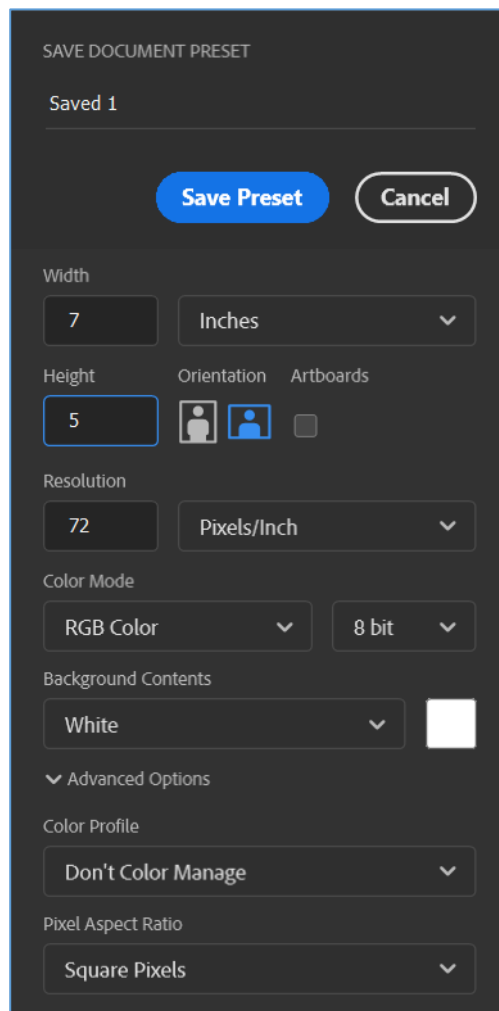 SAVE DOCUMENT PRESET
Saved 1
Save Preset Cancel
Width
7 Inches
Height Orientation Artboards
5
Resolution
72 Pixels/Inch
Color Mode
RGB Color 8 bit
Background Contents
White
Advanced Options
Color Profile
Don't Color Manage
Pixel Aspect Ratio
Square Pixels